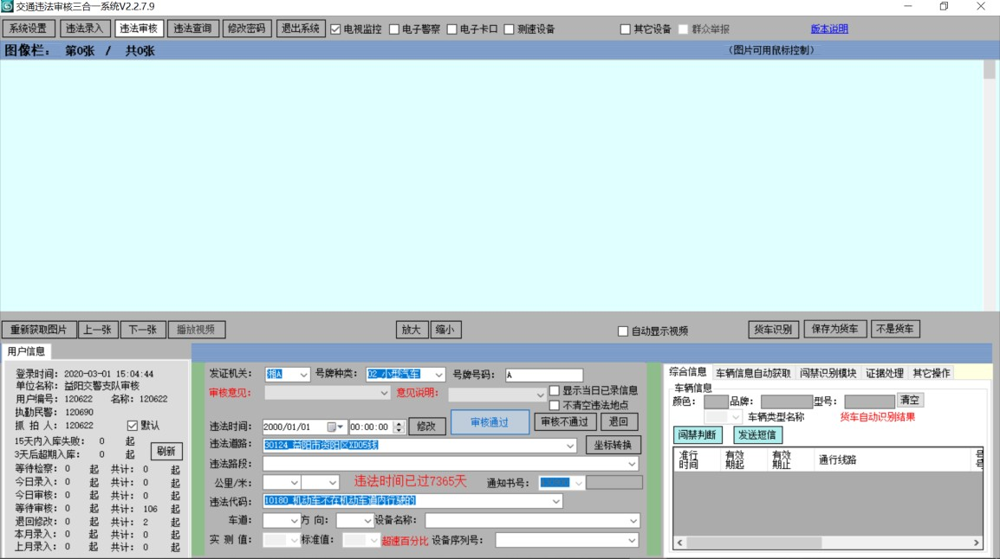 交通违法审核三合一系统V2.2.7.9
系统设置 违法录入 违法审核 违法查询 修改密码 退出系统 电视监控 电子警察 电子卡口 测速设备 其它设备 群众举报 版本说明
图像栏： 第0张 / 共0张 （图片可用鼠标控制）
重新获取图片 上一张 下一张 播放视频 放大 缩小 自动显示视频 货车识别 保存为货车 不是货车
用户信息
登录时间： 2020-03-01 15:04:44
单位名称： 益阳交警支队审核
用户编号： 120622 名称： 120622
执勤民警： 120690
抓 拍 人： 120622 默认
15天内入库失败： 0 起
3天后超期入库： 0 起 刷新
等待检察： 0 起 共计： 0 起
今日录入： 0 起 共计： 0 起
今日审核： 0 起 共计： 0 起
等待审核： 0 起 共计： 106 起
退回修改： 0 起 共计： 2 起
本月录入： 0 起 共计： 0 起
上月录入： 0 起 共计： 0 起
发证机关： 湘A 号牌种类： 02 小型汽车 号牌号码： A
审核意见： 意见说明： 显示当日已录信息
不清空违法地点
违法时间： 2000/01/01 00:00:00 修改 审核通过 审核不通过 退回
违法道路： 30124 益阳市资阳区XD05线 坐标转换
违法路段：
公里/米： 违法时间已过7365天 通知书号：
违法代码： 10180 机动车不在机动车道内行驶的
车道： 方 向： 设备名称：
实 测 值： 标准值： 超速百分比 设备序列号：
综合信息 车辆信息自动获取 闯禁识别模块 证据处理 其它操作
车辆信息
颜色： 品牌： 型号： 清空
车辆类型名称 货车自动识别结果
闯禁判断 发送短信
准行时间 有效期起 有效期止 通行线路 号号